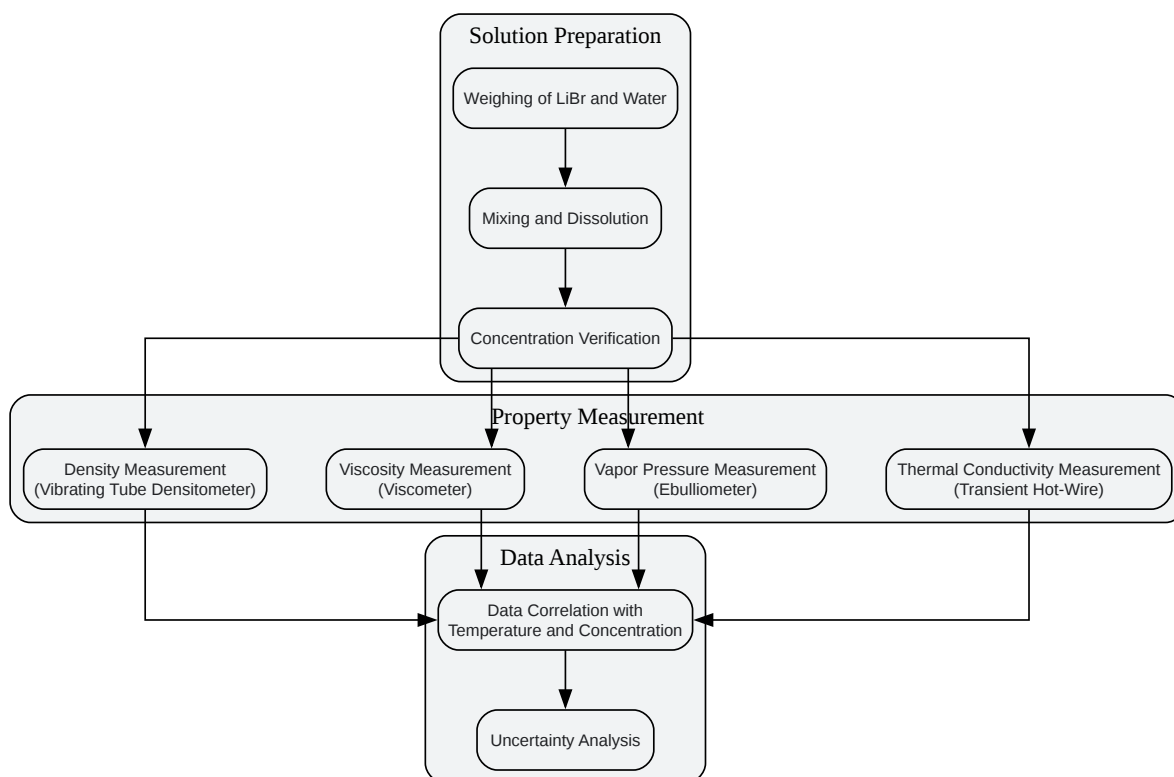 Solution Preparation
Weighing of LiBr and Water
Mixing and Dissolution
Concentration Verification
Property Measurement
Density Measurement
(Vibrating Tube Densitometer)
Viscosity Measurement
(Viscometer)
Vapor Pressure Measurement
(Ebulliometer)
Thermal Conductivity Measurement
(Transient Hot-Wire)
Data Analysis
Data Correlation with
Temperature and Concentration
Uncertainty Analysis